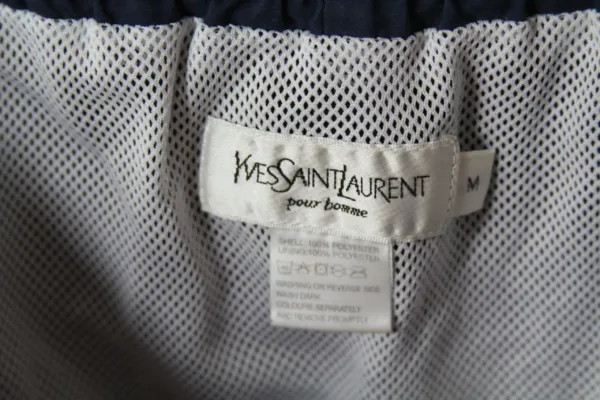 YVESSAINTLAURENT
pour homme
M
SHELL: 100% POLYESTER
LINING: 100% POLYESTER
WASHING ON REVERSE SIDE
WASH DARK
COLOURS SEPARATELY
AND REMOVE PROMPTLY